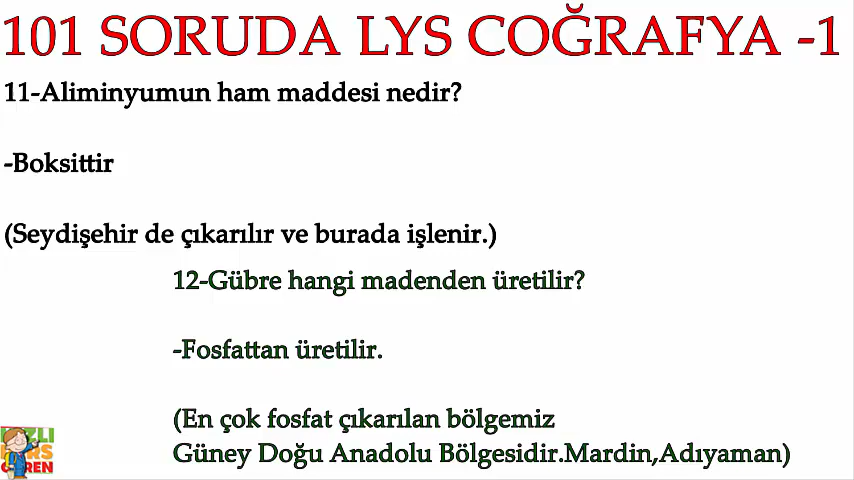 101 SORUDA LYS COĞRAFYA -1
11-Aliminyumun ham maddesi nedir?
-Boksittir
(Seydişehir de çıkarılır ve burada işlenir.)
12-Gübre hangi madenden üretilir?
-Fosfattan üretilir.
(En çok fosfat çıkarılan bölgemiz
Güney Doğu Anadolu Bölgesidir.Mardin,Adıyaman)